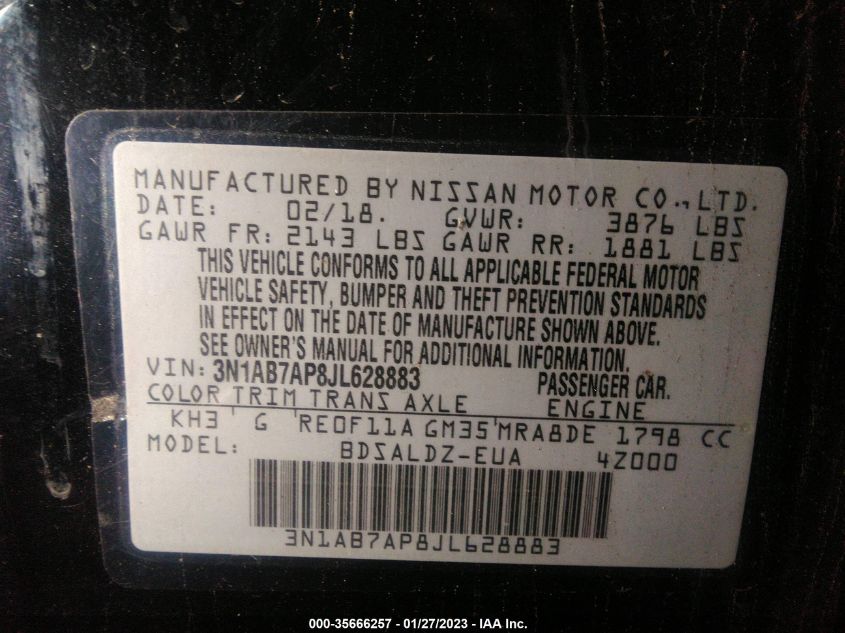 MANUFACTURED BY NISSAN MOTOR CO., LTD.
DATE: 02/18. GVWR: 3876 LBS
GAWR FR: 2143 LBS GAWR RR: 1881 LBS
THIS VEHICLE CONFORMS TO ALL APPLICABLE FEDERAL MOTOR
VEHICLE SAFETY, BUMPER AND THEFT PREVENTION STANDARDS
IN EFFECT ON THE DATE OF MANUFACTURE SHOWN ABOVE.
SEE OWNER'S MANUAL FOR ADDITIONAL INFORMATION.
VIN: 3N1AB7AP8JL628883 PASSENGER CAR.
COLOR TRIM TRANS AXLE ENGINE
KH3 ' G 'RE0F11A GM35'MRA8DE 1798 CC
MODEL: BDSALDZ-EUA 4Z000
3N1AB7AP8JL628883
000-35666257 - 01/27/2023 - © IAA Inc.